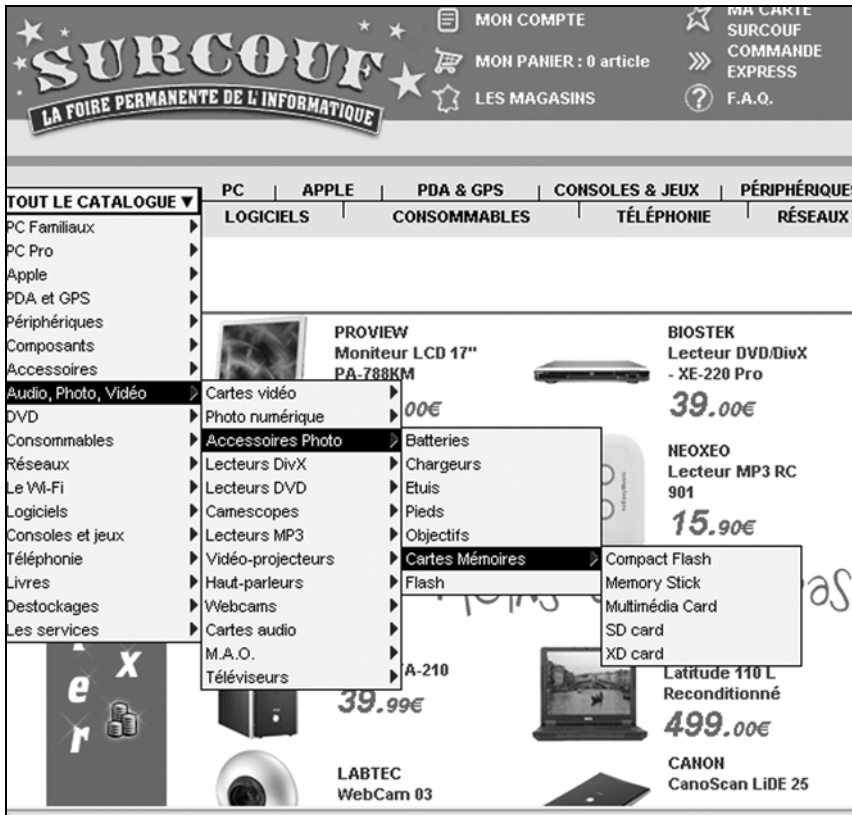 SURCOUF
LA FOIRE PERMANENTE DE L'INFORMATIQUE
MON COMPTE
MON PANIER : 0 article
LES MAGASINS
MA CARTE
SURCOUF
COMMANDE
EXPRESS
F.A.Q.
TOUT LE CATALOGUE ▼
PC | APPLE | PDA & GPS | CONSOLES & JEUX | PÉRIPHÉRIQUES
LOGICIELS | CONSOMMABLES | TÉLÉPHONIE | RÉSEAUX
PC Familiaux
PC Pro
Apple
PDA et GPS
Périphériques
Composants
Accessoires
Audio, Photo, Vidéo
DVD
Consommables
Réseaux
Le Wi-Fi
Logiciels
Consoles et jeux
Téléphonie
Livres
Destockages
Les services
Cartes vidéo
Photo numérique
Accessoires Photo
Lecteurs DivX
Lecteurs DVD
Camescopes
Lecteurs MP3
Vidéo-projecteurs
Haut-parleurs
Webcams
Cartes audio
M.A.O.
Téléviseurs
Batteries
Chargeurs
Etuis
Pieds
Objectifs
Cartes Mémoires
Flash
Compact Flash
Memory Stick
Multimédia Card
SD card
XD card
PROVIEW
Moniteur LCD 17"
PA-788KM
.00€
BIOSTEK
Lecteur DVD/DivX
- XE-220 Pro
39.00€
NEOXEO
Lecteur MP3 RC
901
15.90€
A-210
39.99€
Latitude 110 L
Reconditionné
499.00€
LABTEC
WebCam 03
CANON
CanoScan LiDE 25